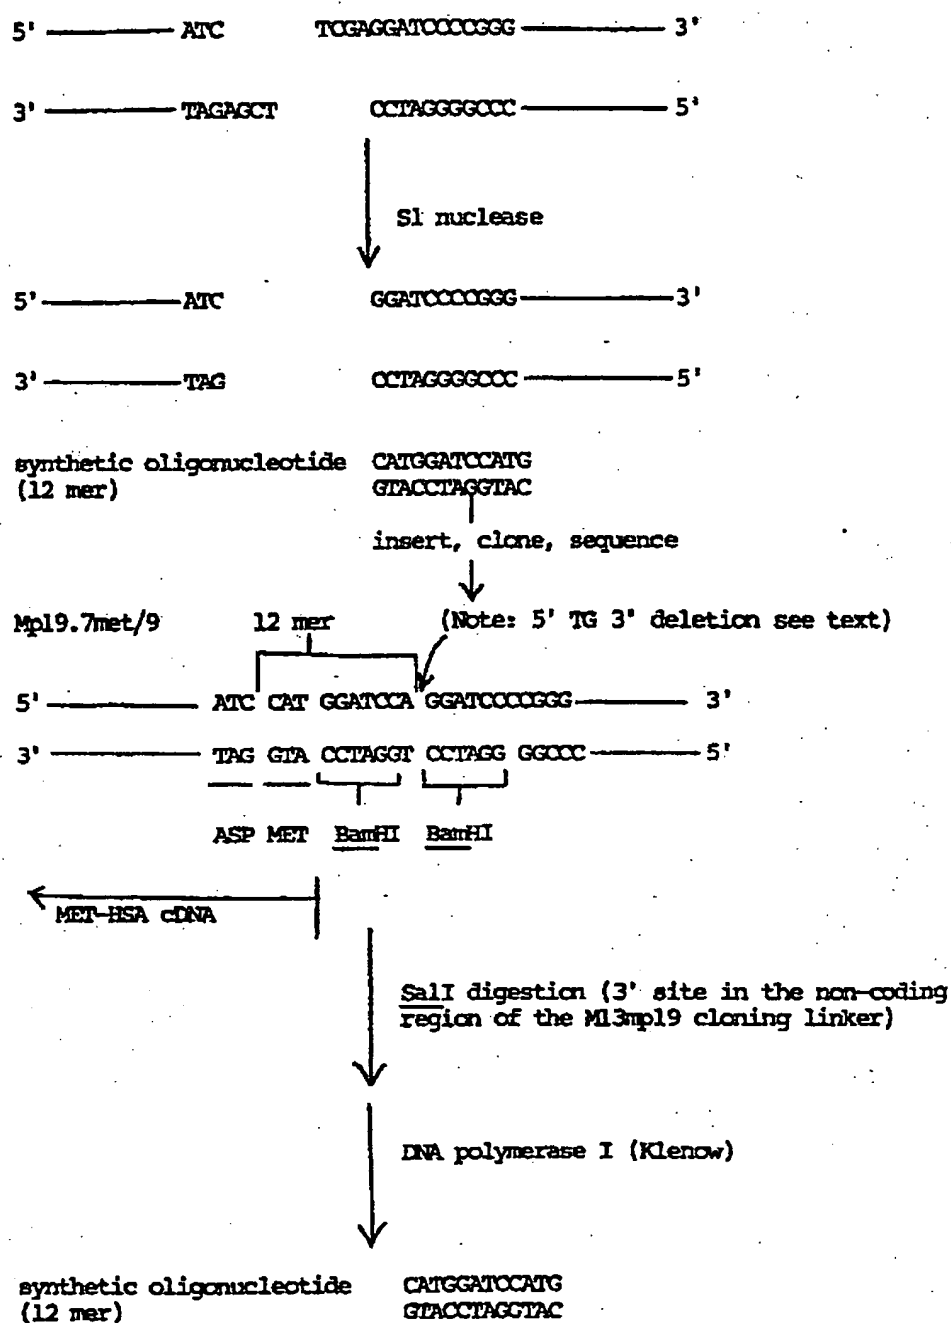 5' ATC TCGAGGATCCCCGGG 3'
3' TAGAGCT CCTAGGGGCCC 5'
S1 nuclease
5' ATC GGATCCCCGGG 3'
3' TAG CCTAGGGGCCC 5'
synthetic oligonucleotide CATGGATCCATG
(12 mer) GTACCTAGGTAC
insert, clone, sequence
Mp19.7met/9 12 mer (Note: 5' TG 3' deletion see text)
5' ATC CAT GGATCCA GGATCCCCGGG 3'
3' TAG GTA CCTAGGT CCTAGG GGCCC 5'
ASP MET BamHI BamHI
MET-HSA cDNA
SalI digestion (3' site in the non-coding
region of the M13mp19 cloning linker)
DNA polymerase I (Klenow)
synthetic oligonucleotide CATGGATCCATG
(12 mer) GTACCTAGGTAC